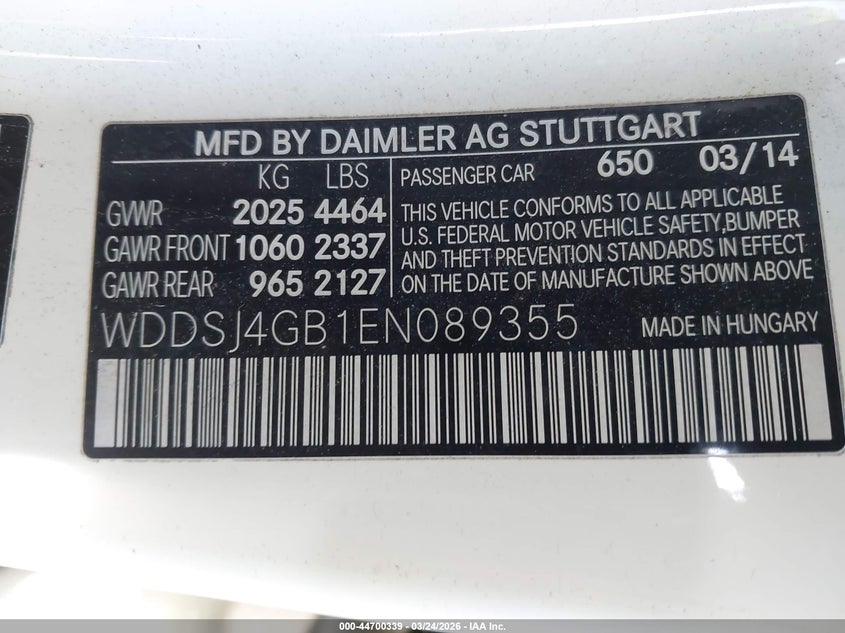 MFD BY DAIMLER AG STUTTGART
KG LBS
GVWR 2025 4464
GAWR FRONT 1060 2337
GAWR REAR 965 2127
PASSENGER CAR 650 03/14
THIS VEHICLE CONFORMS TO ALL APPLICABLE
U.S. FEDERAL MOTOR VEHICLE SAFETY,BUMPER
AND THEFT PREVENTION STANDARDS IN EFFECT
ON THE DATE OF MANUFACTURE SHOWN ABOVE
WDDSJ4GB1EN089355 MADE IN HUNGARY
000-44700339 - 03/24/2026 - IAA Inc.